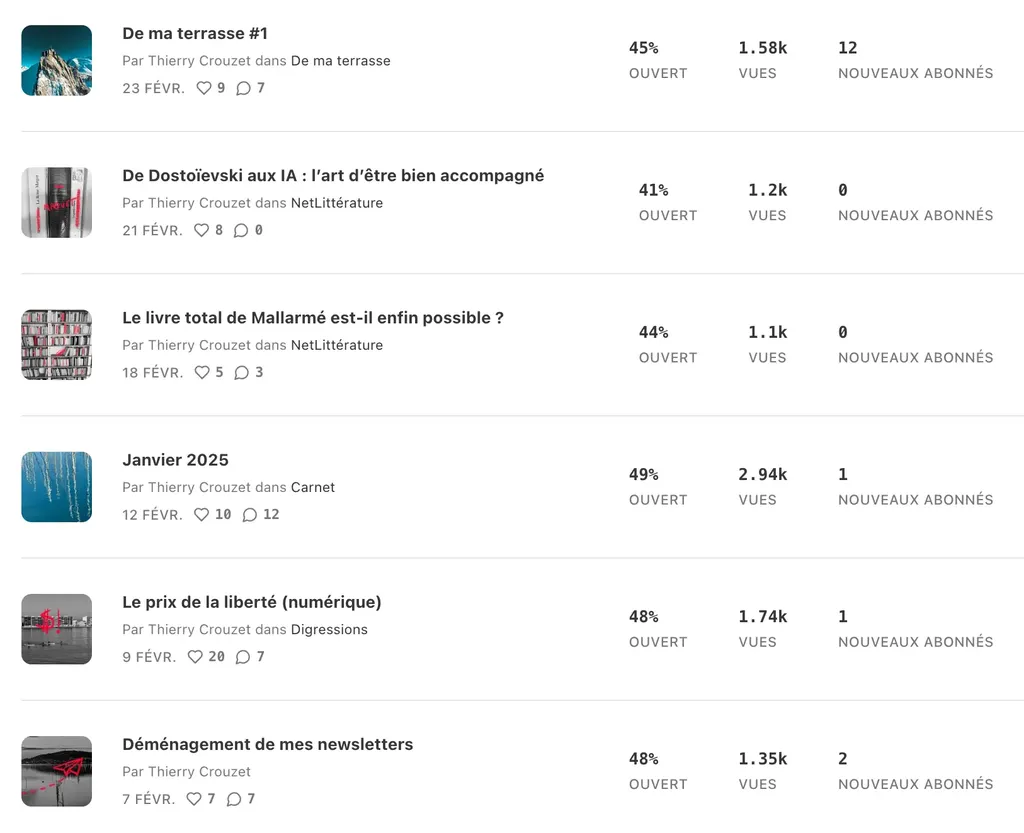 De ma terrasse #1
Par Thierry Crouzet dans De ma terrasse
23 FÉVR. 9 7
45% 1.58k 12
OUVERT VUES NOUVEAUX ABONNÉS
De Dostoïevski aux IA : l’art d’être bien accompagné
Par Thierry Crouzet dans NetLittérature
21 FÉVR. 8 0
41% 1.2k 0
OUVERT VUES NOUVEAUX ABONNÉS
Le livre total de Mallarmé est-il enfin possible ?
Par Thierry Crouzet dans NetLittérature
18 FÉVR. 5 3
44% 1.1k 0
OUVERT VUES NOUVEAUX ABONNÉS
Janvier 2025
Par Thierry Crouzet dans Carnet
12 FÉVR. 10 12
49% 2.94k 1
OUVERT VUES NOUVEAUX ABONNÉS
Le prix de la liberté (numérique)
Par Thierry Crouzet dans Digressions
9 FÉVR. 20 7
48% 1.74k 1
OUVERT VUES NOUVEAUX ABONNÉS
Déménagement de mes newsletters
Par Thierry Crouzet
7 FÉVR. 7 7
48% 1.35k 2
OUVERT VUES NOUVEAUX ABONNÉS